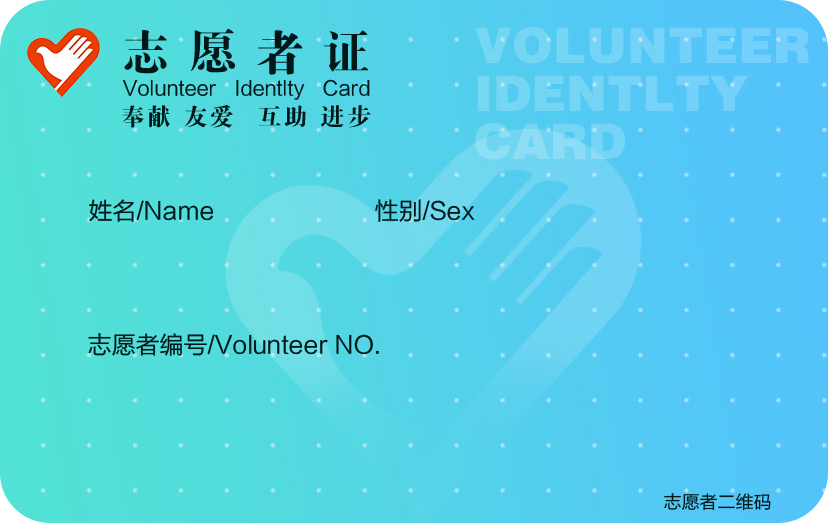 志愿者证
Volunteer Identlty Card
奉献 友爱 互助 进步
VOLUNTEER
IDENTLTY
CARD
姓名/Name
性别/Sex
志愿者编号/Volunteer NO.
志愿者二维码